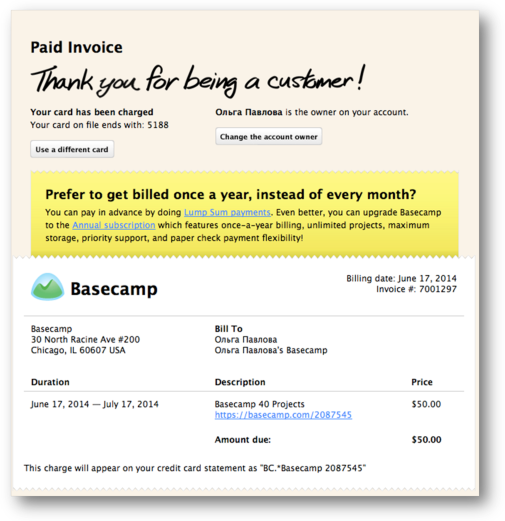 Paid Invoice
Thank you for being a customer!
Your card has been charged
Your card on file ends with: 5188
Use a different card
Ольга Павлова is the owner on your account.
Change the account owner
Prefer to get billed once a year, instead of every month?
You can pay in advance by doing Lump Sum payments. Even better, you can upgrade Basecamp
to the Annual subscription which features once-a-year billing, unlimited projects, maximum
storage, priority support, and paper check payment flexibility!
Basecamp
Billing date: June 17, 2014
Invoice #: 7001297
Basecamp
30 North Racine Ave #200
Chicago, IL 60607 USA
Bill To
Ольга Павлова
Ольга Павлова's Basecamp
Duration Description Price
June 17, 2014 — July 17, 2014 Basecamp 40 Projects $50.00
https://basecamp.com/2087545
Amount due: $50.00
This charge will appear on your credit card statement as "BC.*Basecamp 2087545"